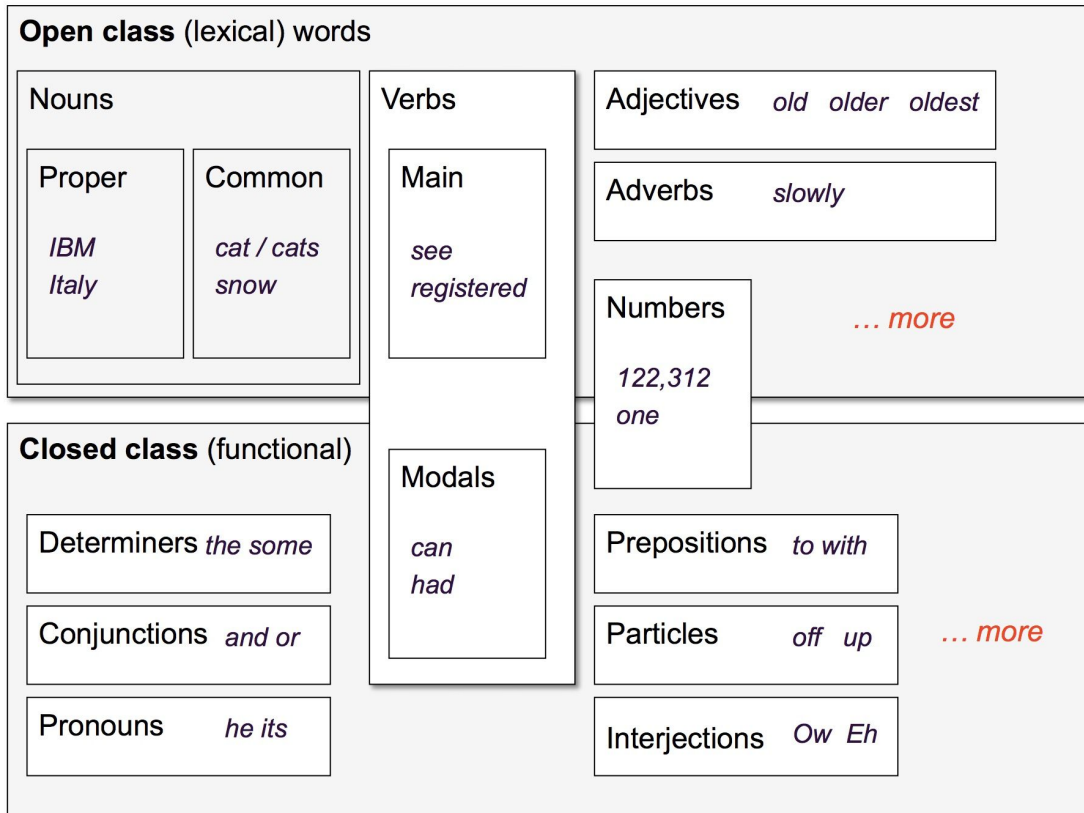 Open class (lexical) words
Nouns
Proper
IBM
Italy
Common
cat / cats
snow
Verbs
Main
see
registered
Adjectives old older oldest
Adverbs slowly
Numbers
122,312
one
… more
Closed class (functional)
Determiners the some
Conjunctions and or
Pronouns he its
Modals
can
had
Prepositions to with
Particles off up
Interjections Ow Eh
… more